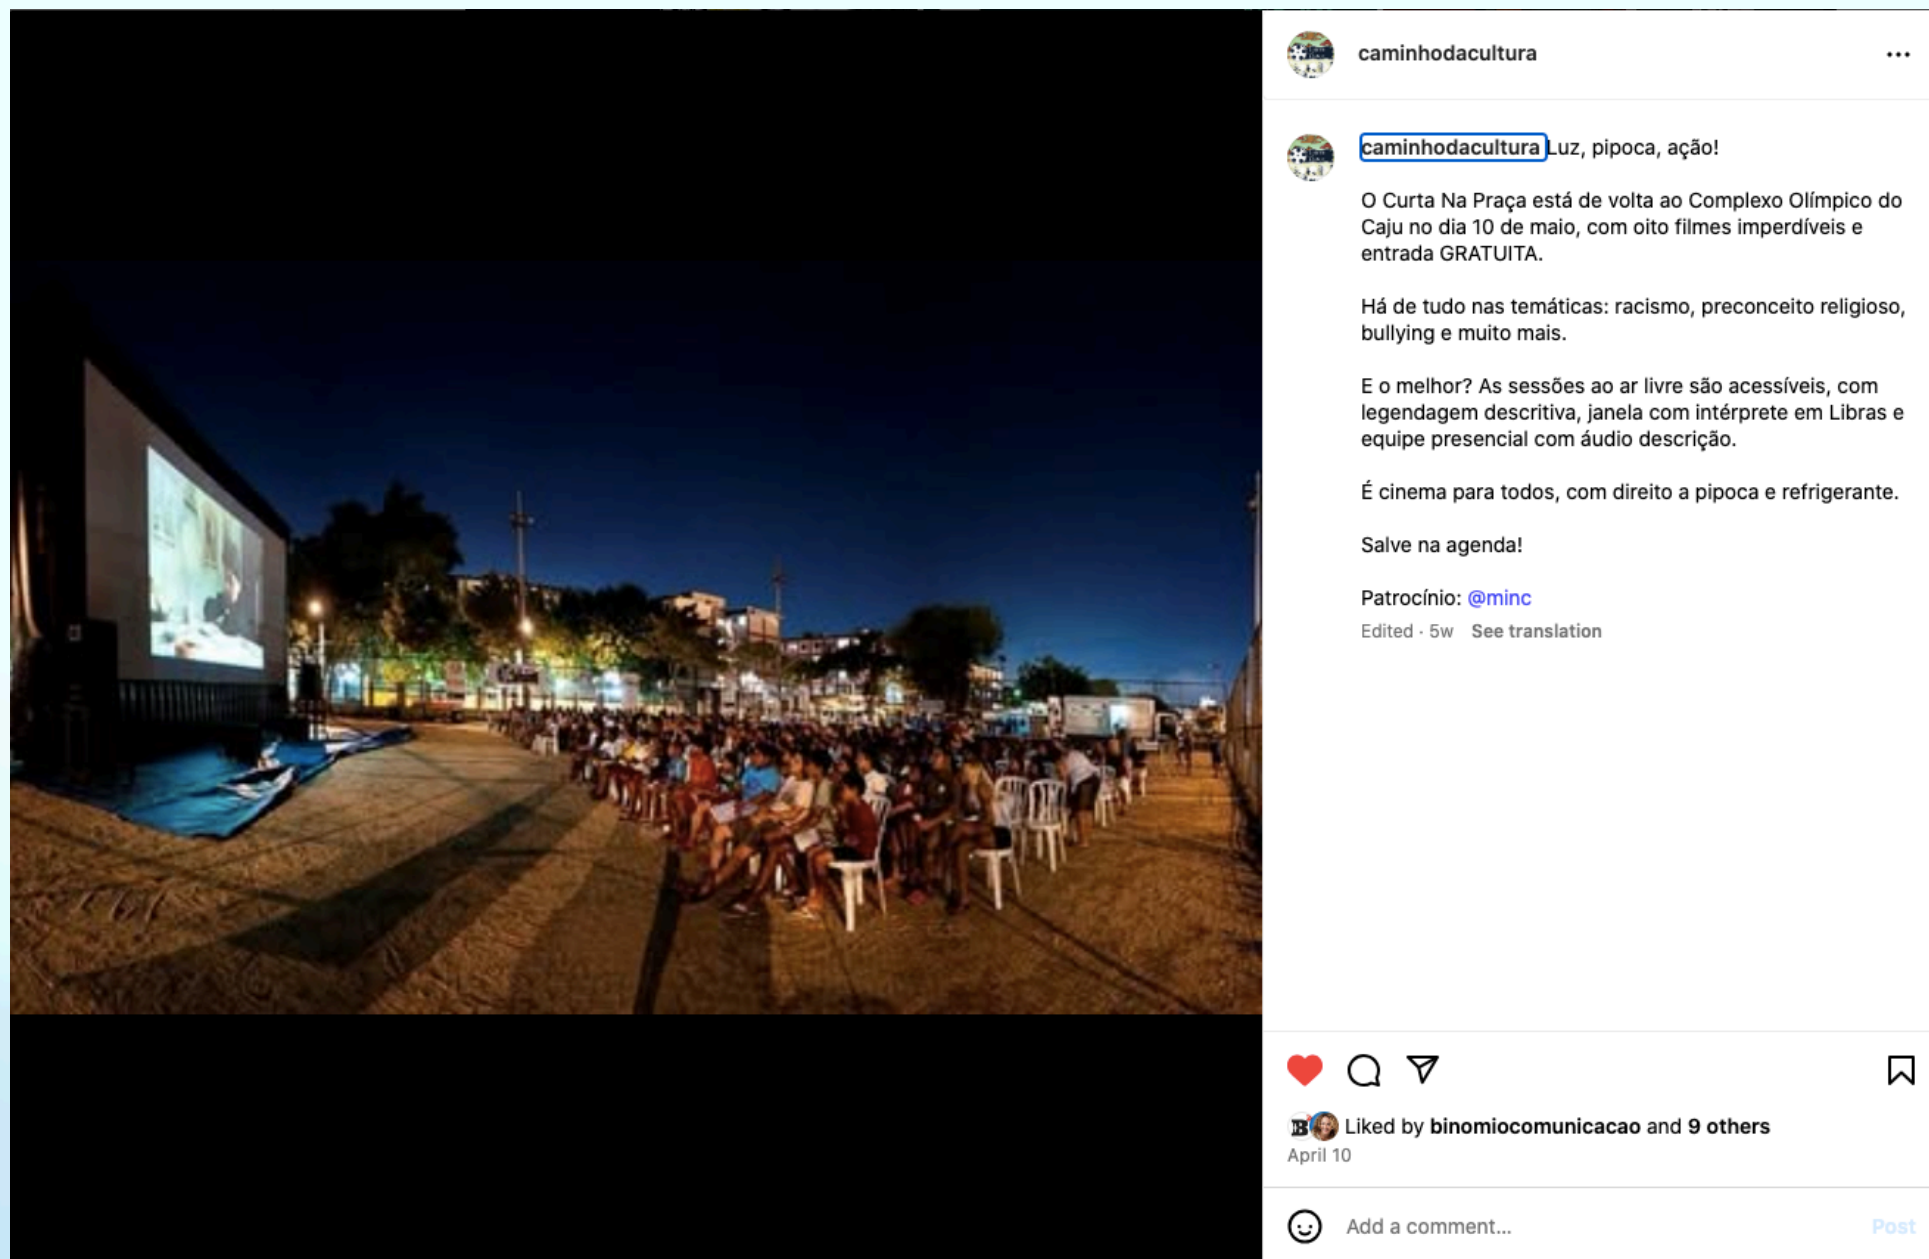 caminhodacultura
caminhodacultura Luz, pipoca, ação!
O Curta Na Praça está de volta ao Complexo Olímpico do
Caju no dia 10 de maio, com oito filmes imperdíveis e
entrada GRATUITA.
Há de tudo nas temáticas: racismo, preconceito religioso,
bullying e muito mais.
E o melhor? As sessões ao ar livre são acessíveis, com
legendagem descritiva, janela com intérprete em Libras e
equipe presencial com áudio descrição.
É cinema para todos, com direito a pipoca e refrigerante.
Salve na agenda!
Patrocínio: @minc
Edited · 5w See translation
B
Liked by binomiocomunicacao and 9 others
April 10
Add a comment...
Post